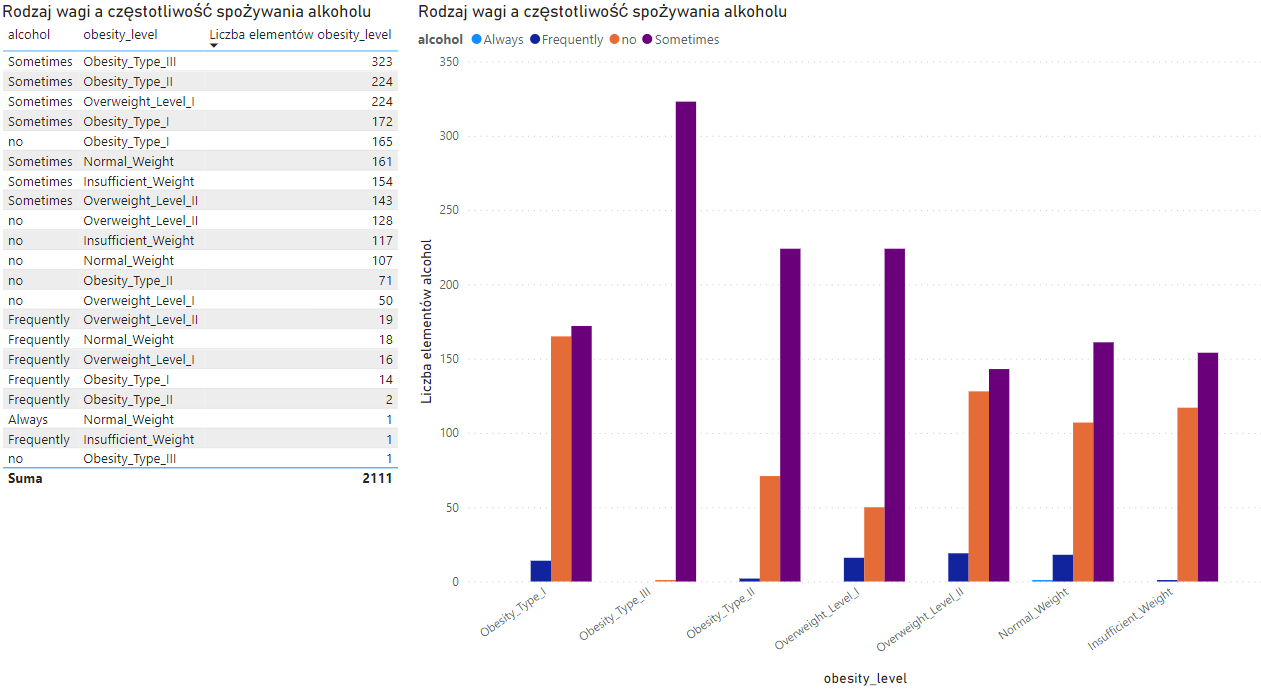 Rodzaj wagi a częstotliwość spożywania alkoholu
alcohol obesity_level Liczba elementów obesity_level
Sometimes Obesity_Type_III 323
Sometimes Obesity_Type_II 224
Sometimes Overweight_Level_I 224
Sometimes Obesity_Type_I 172
no Obesity_Type_I 165
Sometimes Normal_Weight 161
Sometimes Insufficient_Weight 154
Sometimes Overweight_Level_II 143
no Overweight_Level_II 128
no Insufficient_Weight 117
no Normal_Weight 107
no Obesity_Type_II 71
no Overweight_Level_I 50
Frequently Overweight_Level_II 19
Frequently Normal_Weight 18
Frequently Overweight_Level_I 16
Frequently Obesity_Type_I 14
Frequently Obesity_Type_II 2
Always Normal_Weight 1
Frequently Insufficient_Weight 1
no Obesity_Type_III 1
Suma 2111
Rodzaj wagi a częstotliwość spożywania alkoholu
alcohol Always Frequently no Sometimes
350
300
250
200
150
100
50
0
Liczba elementów alcohol
Obesity_Type_I
Obesity_Type_III
Obesity_Type_II
Overweight_Level_I
Overweight_Level_II
Normal_Weight
Insufficient_Weight
obesity_level